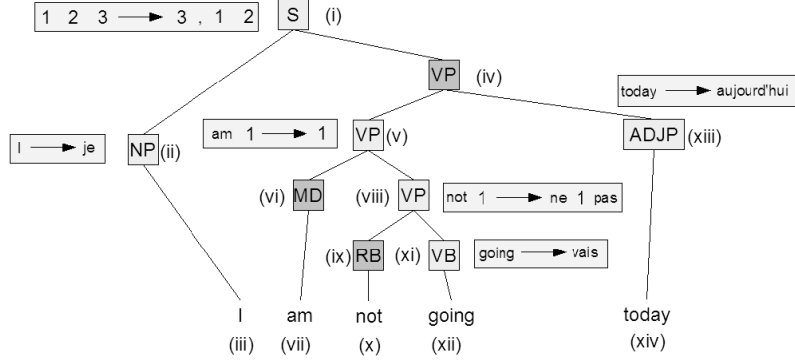 1 2 3 → 3 , 1 2 S (i)
VP (iv)
today → aujourd'hui
I → je NP (ii) am 1 → 1 VP (v) ADJP (xiii)
(vi) MD (viii) VP not 1 → ne 1 pas
(ix) RB (xi) VB going → vais
I am not going today
(iii) (vii) (x) (xii) (xiv)